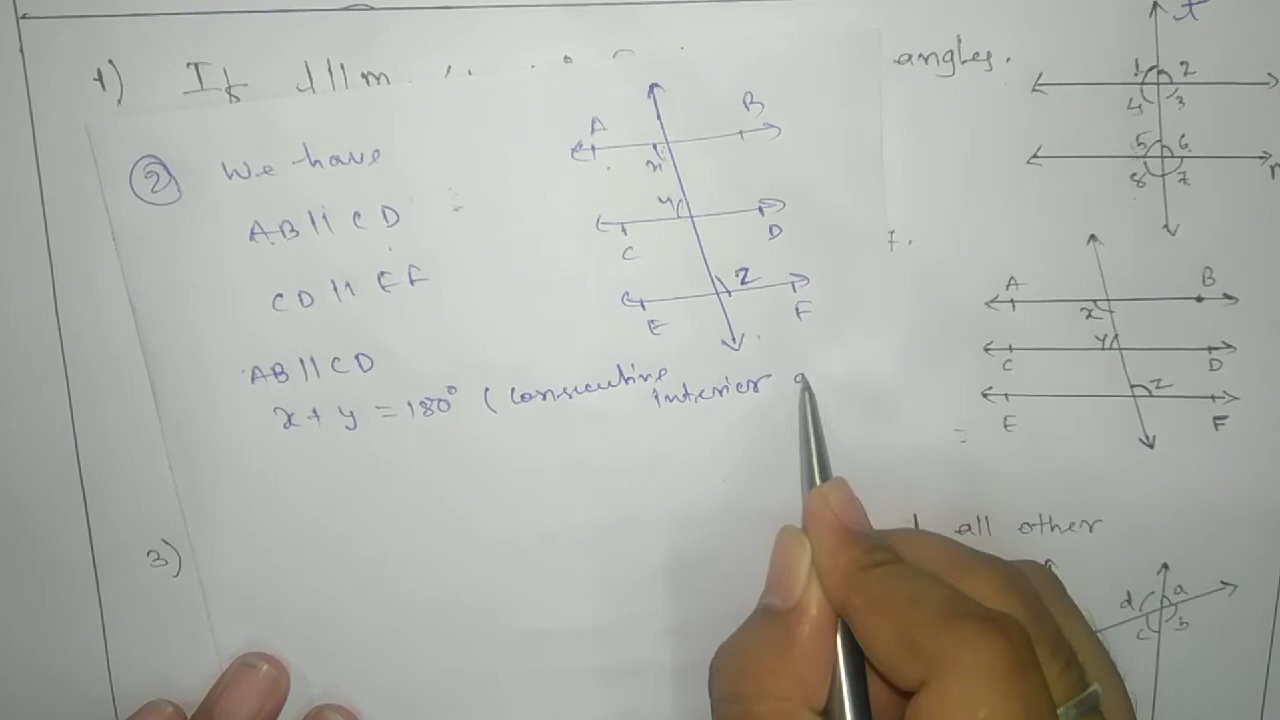 1) If l || m
angles.
t
1 2
4 3
5 6
8 7
2 We have
AB || CD
CD || EF
AB || CD
x + y = 180° (consecutive interior
A B
x
y
C D
z
E F
7.
A B
x
y
C D
z
E F
3)
all other
d a
c b